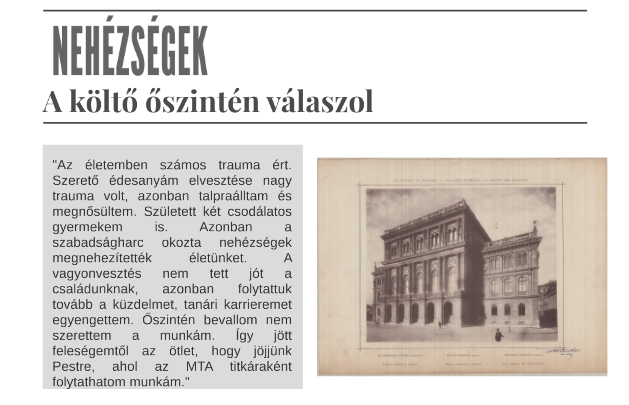 NEHÉZSÉGEK
A költő őszintén válaszol
"Az életemben számos trauma ért.
Szerető édesanyám elvesztése nagy
trauma volt, azonban talpraálltam és
megnősültem. Született két csodálatos
gyermekem is. Azonban a
szabadságharc okozta nehézségek
megnehezítették életünket. A
vagyonvesztés nem tett jót a
családunknak, azonban folytattuk
tovább a küzdelmet, tanári karrieremet
egyengettem. Őszintén bevallom nem
szerettem a munkám. Így jött
feleségemtől az ötlet, hogy jöjjünk
Pestre, ahol az MTA titkáraként
folytathatom munkám."